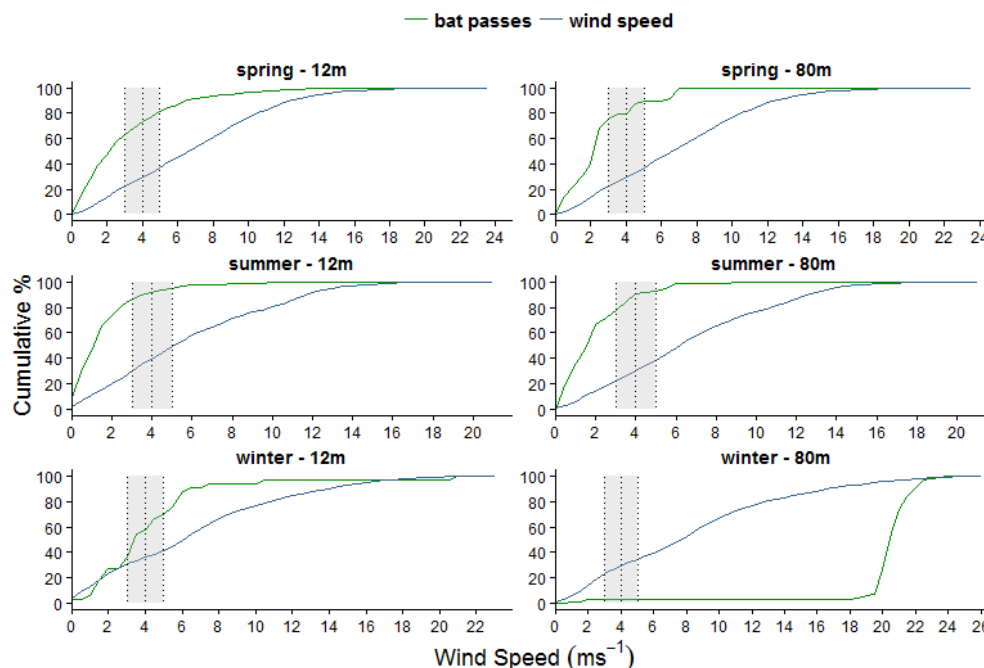 bat passes wind speed
spring - 12m
100
80
60
40
20
0
0 2 4 6 8 10 12 14 16 18 20 22 24
spring - 80m
100
80
60
40
20
0
0 2 4 6 8 10 12 14 16 18 20 22 24
summer - 12m
100
80
60
40
20
0
0 2 4 6 8 10 12 14 16 18 20
summer - 80m
100
80
60
40
20
0
0 2 4 6 8 10 12 14 16 18 20
winter - 12m
100
80
60
40
20
0
0 2 4 6 8 10 12 14 16 18 20 22
winter - 80m
100
80
60
40
20
0
0 2 4 6 8 10 12 14 16 18 20 22 24 26
Cumulative %
Wind Speed (ms⁻¹)